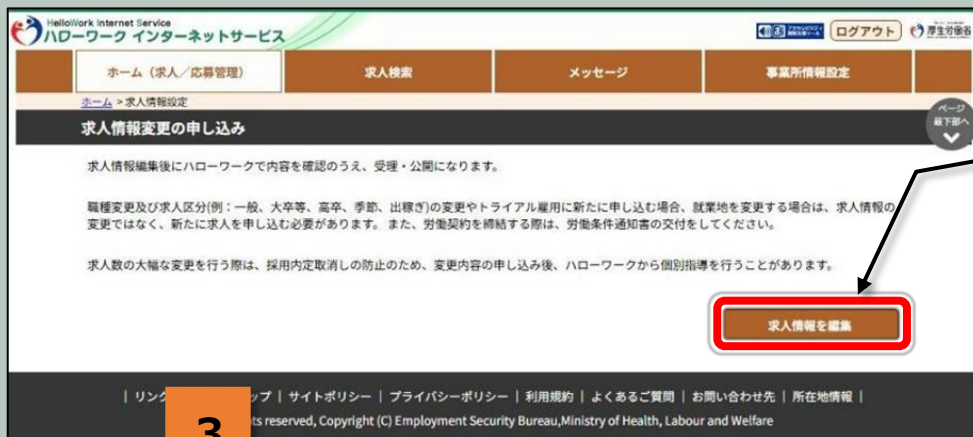 HelloWork Internet Service
ハローワーク インターネットサービス
ログアウト
厚生労働省
ホーム（求人／応募管理）
求人検索
メッセージ
事業所情報設定
ホーム > 求人情報設定
求人情報変更の申し込み
ページ
最下部へ
求人情報編集後にハローワークで内容を確認のうえ、受理・公開になります。
職種変更及び求人区分(例：一般、大卒等、高卒、季節、出稼ぎ)の変更やトライアル雇用に新たに申し込む場合、就業地を変更する場合は、求人情報の
変更ではなく、新たに求人を申し込む必要があります。 また、労働契約を締結する際は、労働条件通知書の交付をしてください。
求人数の大幅な変更を行う際は、採用内定取消しの防止のため、変更内容の申し込み後、ハローワークから個別指導を行うことがあります。
求人情報を編集
| リンク ップ | サイトポリシー | プライバシーポリシー | 利用規約 | よくあるご質問 | お問い合わせ先 | 所在地情報 |
ts reserved, Copyright (C) Employment Security Bureau,Ministry of Health, Labour and Welfare
3